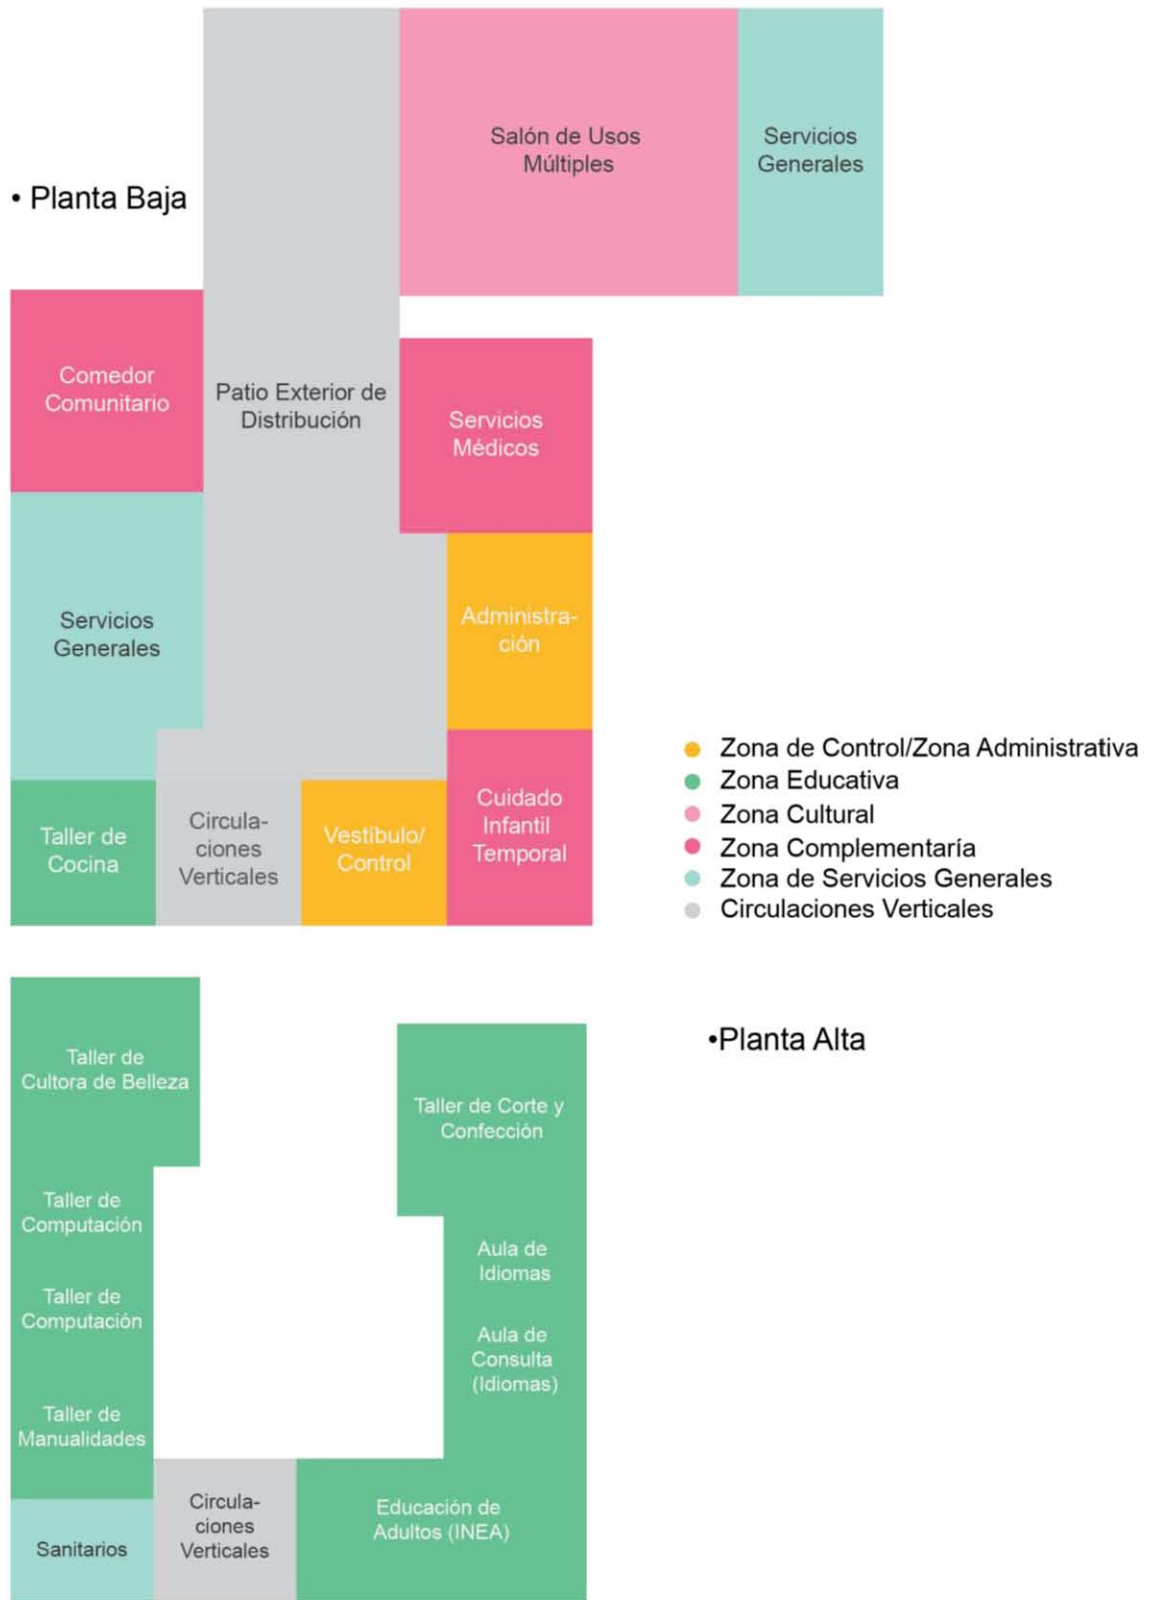 Salón de Usos
Múltiples
Servicios
Generales
• Planta Baja
Comedor
Comunitario
Patio Exterior de
Distribución
Servicios
Médicos
Servicios
Generales
Administra-
ción
Taller de
Cocina
Circula-
ciones
Verticales
Vestíbulo/
Control
Cuidado
Infantil
Temporal
Zona de Control/Zona Administrativa
Zona Educativa
Zona Cultural
Zona Complementaría
Zona de Servicios Generales
Circulaciones Verticales
•Planta Alta
Taller de
Cultora de Belleza
Taller de Corte y
Confección
Taller de
Computación
Taller de
Computación
Taller de
Manualidades
Aula de
Idiomas
Aula de
Consulta
(Idiomas)
Sanitarios
Circula-
ciones
Verticales
Educación de
Adultos (INEA)